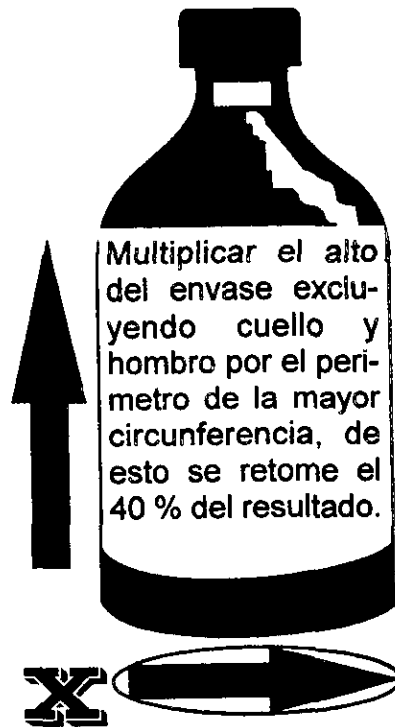 Multiplicar el alto
del envase exclu-
yendo cuello y
hombro por el peri-
metro de la mayor
circunferencia, de
esto se retome el
40 % del resultado.
X